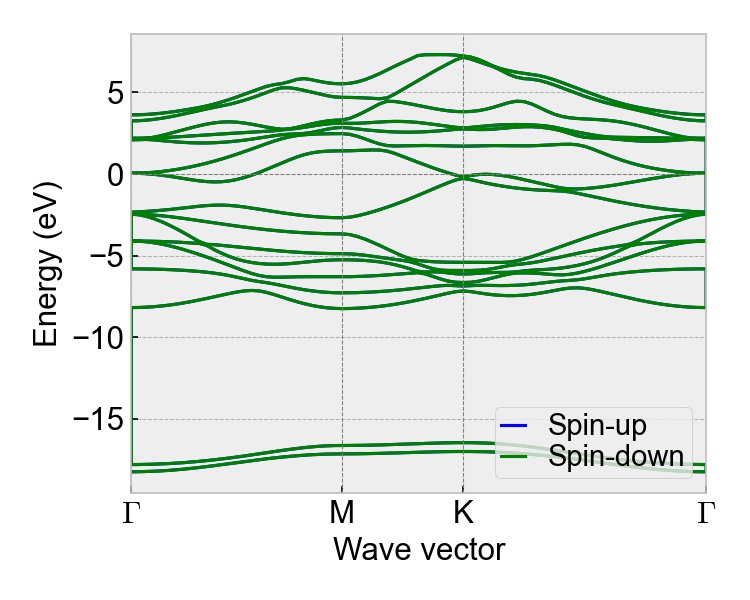 5
0
−5
−10
−15
Energy (eV)
Spin-up
Spin-down
Γ M K Γ
Wave vector